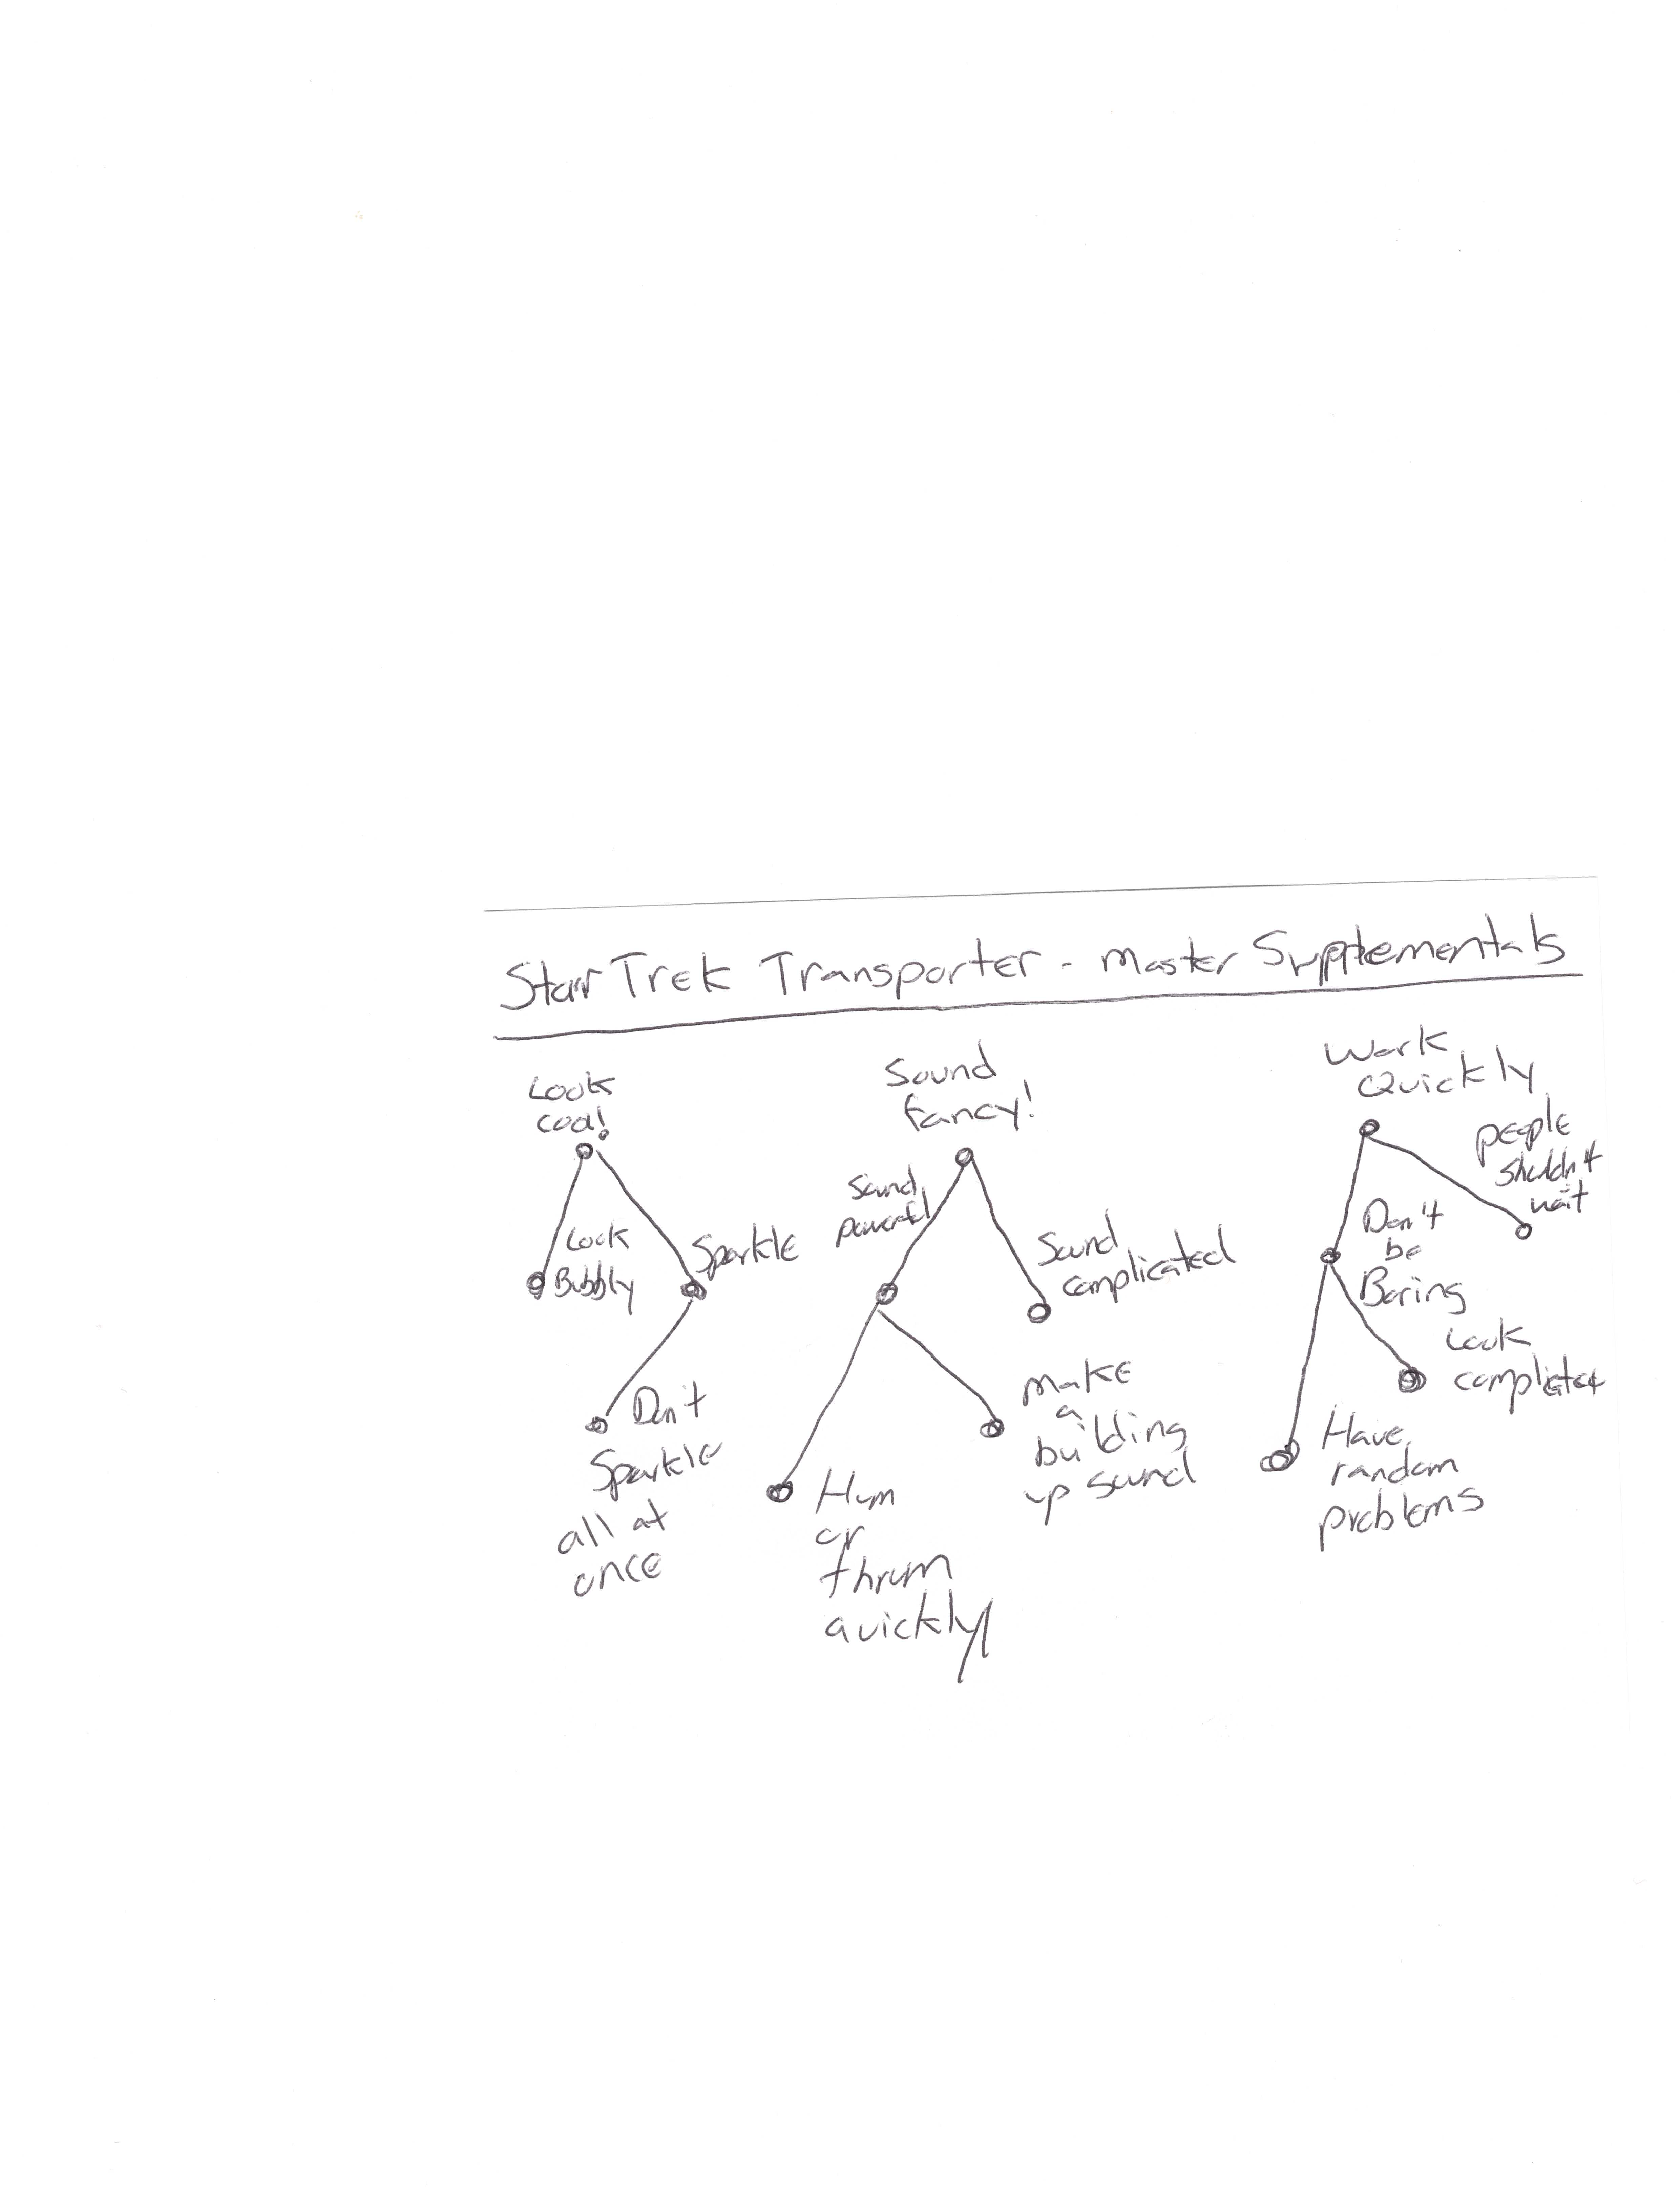 Star Trek Transporter - Master Supplementals
Look
cool!
Look
Bubbly
Sparkle
Don't
Sparkle
all at
once
Sound
fancy!
Sound
powerful
Sound
complicated
Make
a
building
up sound
Hum
or
thrum
quickly
Work
Quickly
people
shouldn't
wait
Don't
be
Boring
Look
complicated
Have
random
problems